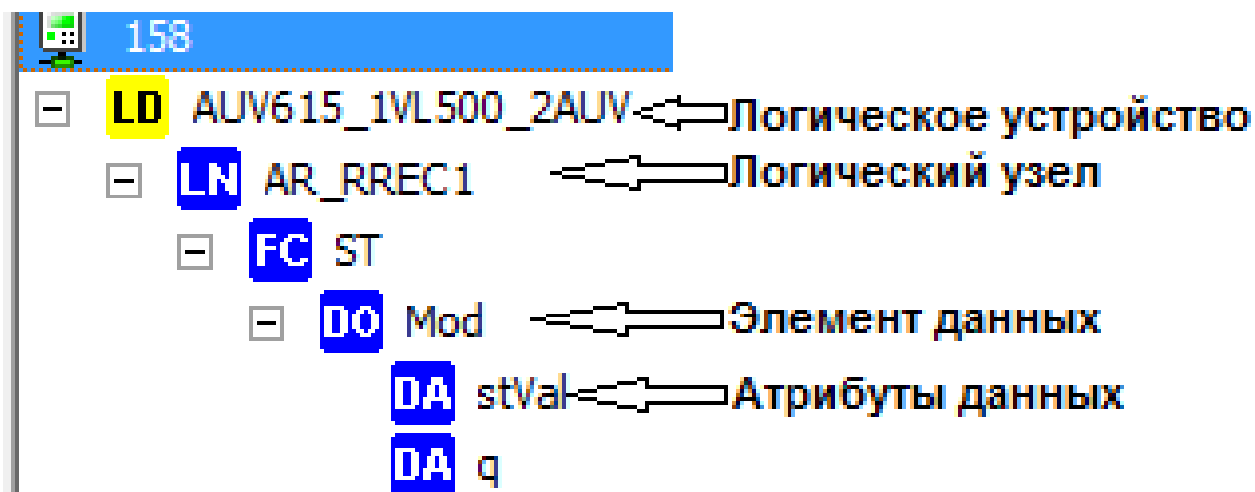 158
LD AUV615_1VL500_2AUV Логическое устройство
LN AR_RREC1 Логический узел
FC ST
DO Mod Элемент данных
DA stVal Атрибуты данных
DA q